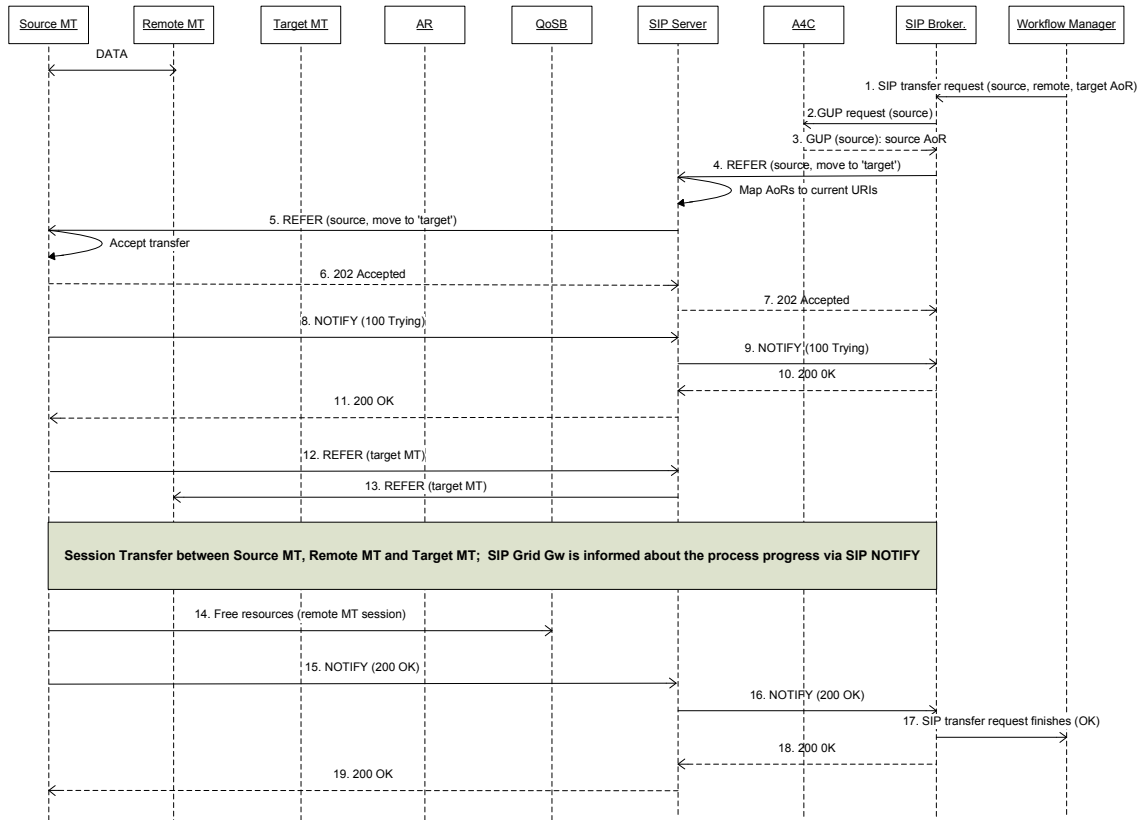 Source MT
Remote MT
Target MT
AR
QoSB
SIP Server
A4C
SIP Broker.
Workflow Manager
DATA
1. SIP transfer request (source, remote, target AoR)
2.GUP request (source)
3. GUP (source): source AoR
4. REFER (source, move to 'target')
Map AoRs to current URIs
5. REFER (source, move to 'target')
Accept transfer
6. 202 Accepted
7. 202 Accepted
8. NOTIFY (100 Trying)
9. NOTIFY (100 Trying)
10. 200 0K
11. 200 OK
12. REFER (target MT)
13. REFER (target MT)
Session Transfer between Source MT, Remote MT and Target MT; SIP Grid Gw is informed about the process progress via SIP NOTIFY
14. Free resources (remote MT session)
15. NOTIFY (200 OK)
16. NOTIFY (200 OK)
17. SIP transfer request finishes (OK)
18. 200 0K
19. 200 OK